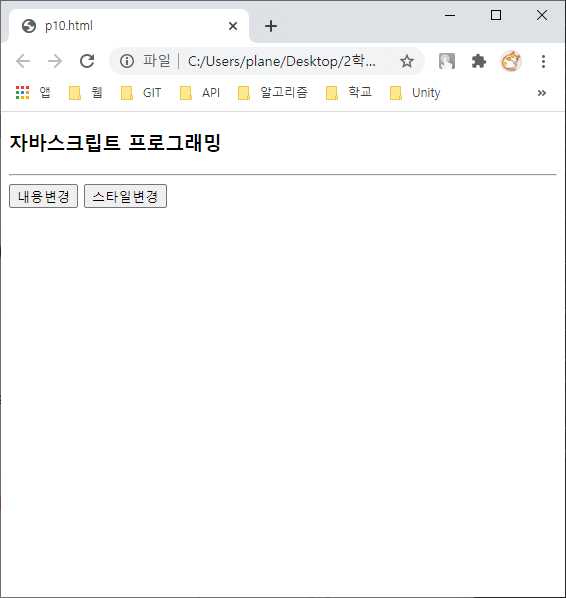 p10.html
파일 C:/Users/plane/Desktop/2학...
앱 웹 GIT API 알고리즘 학교 Unity »
자바스크립트 프로그래밍
내용변경 스타일변경